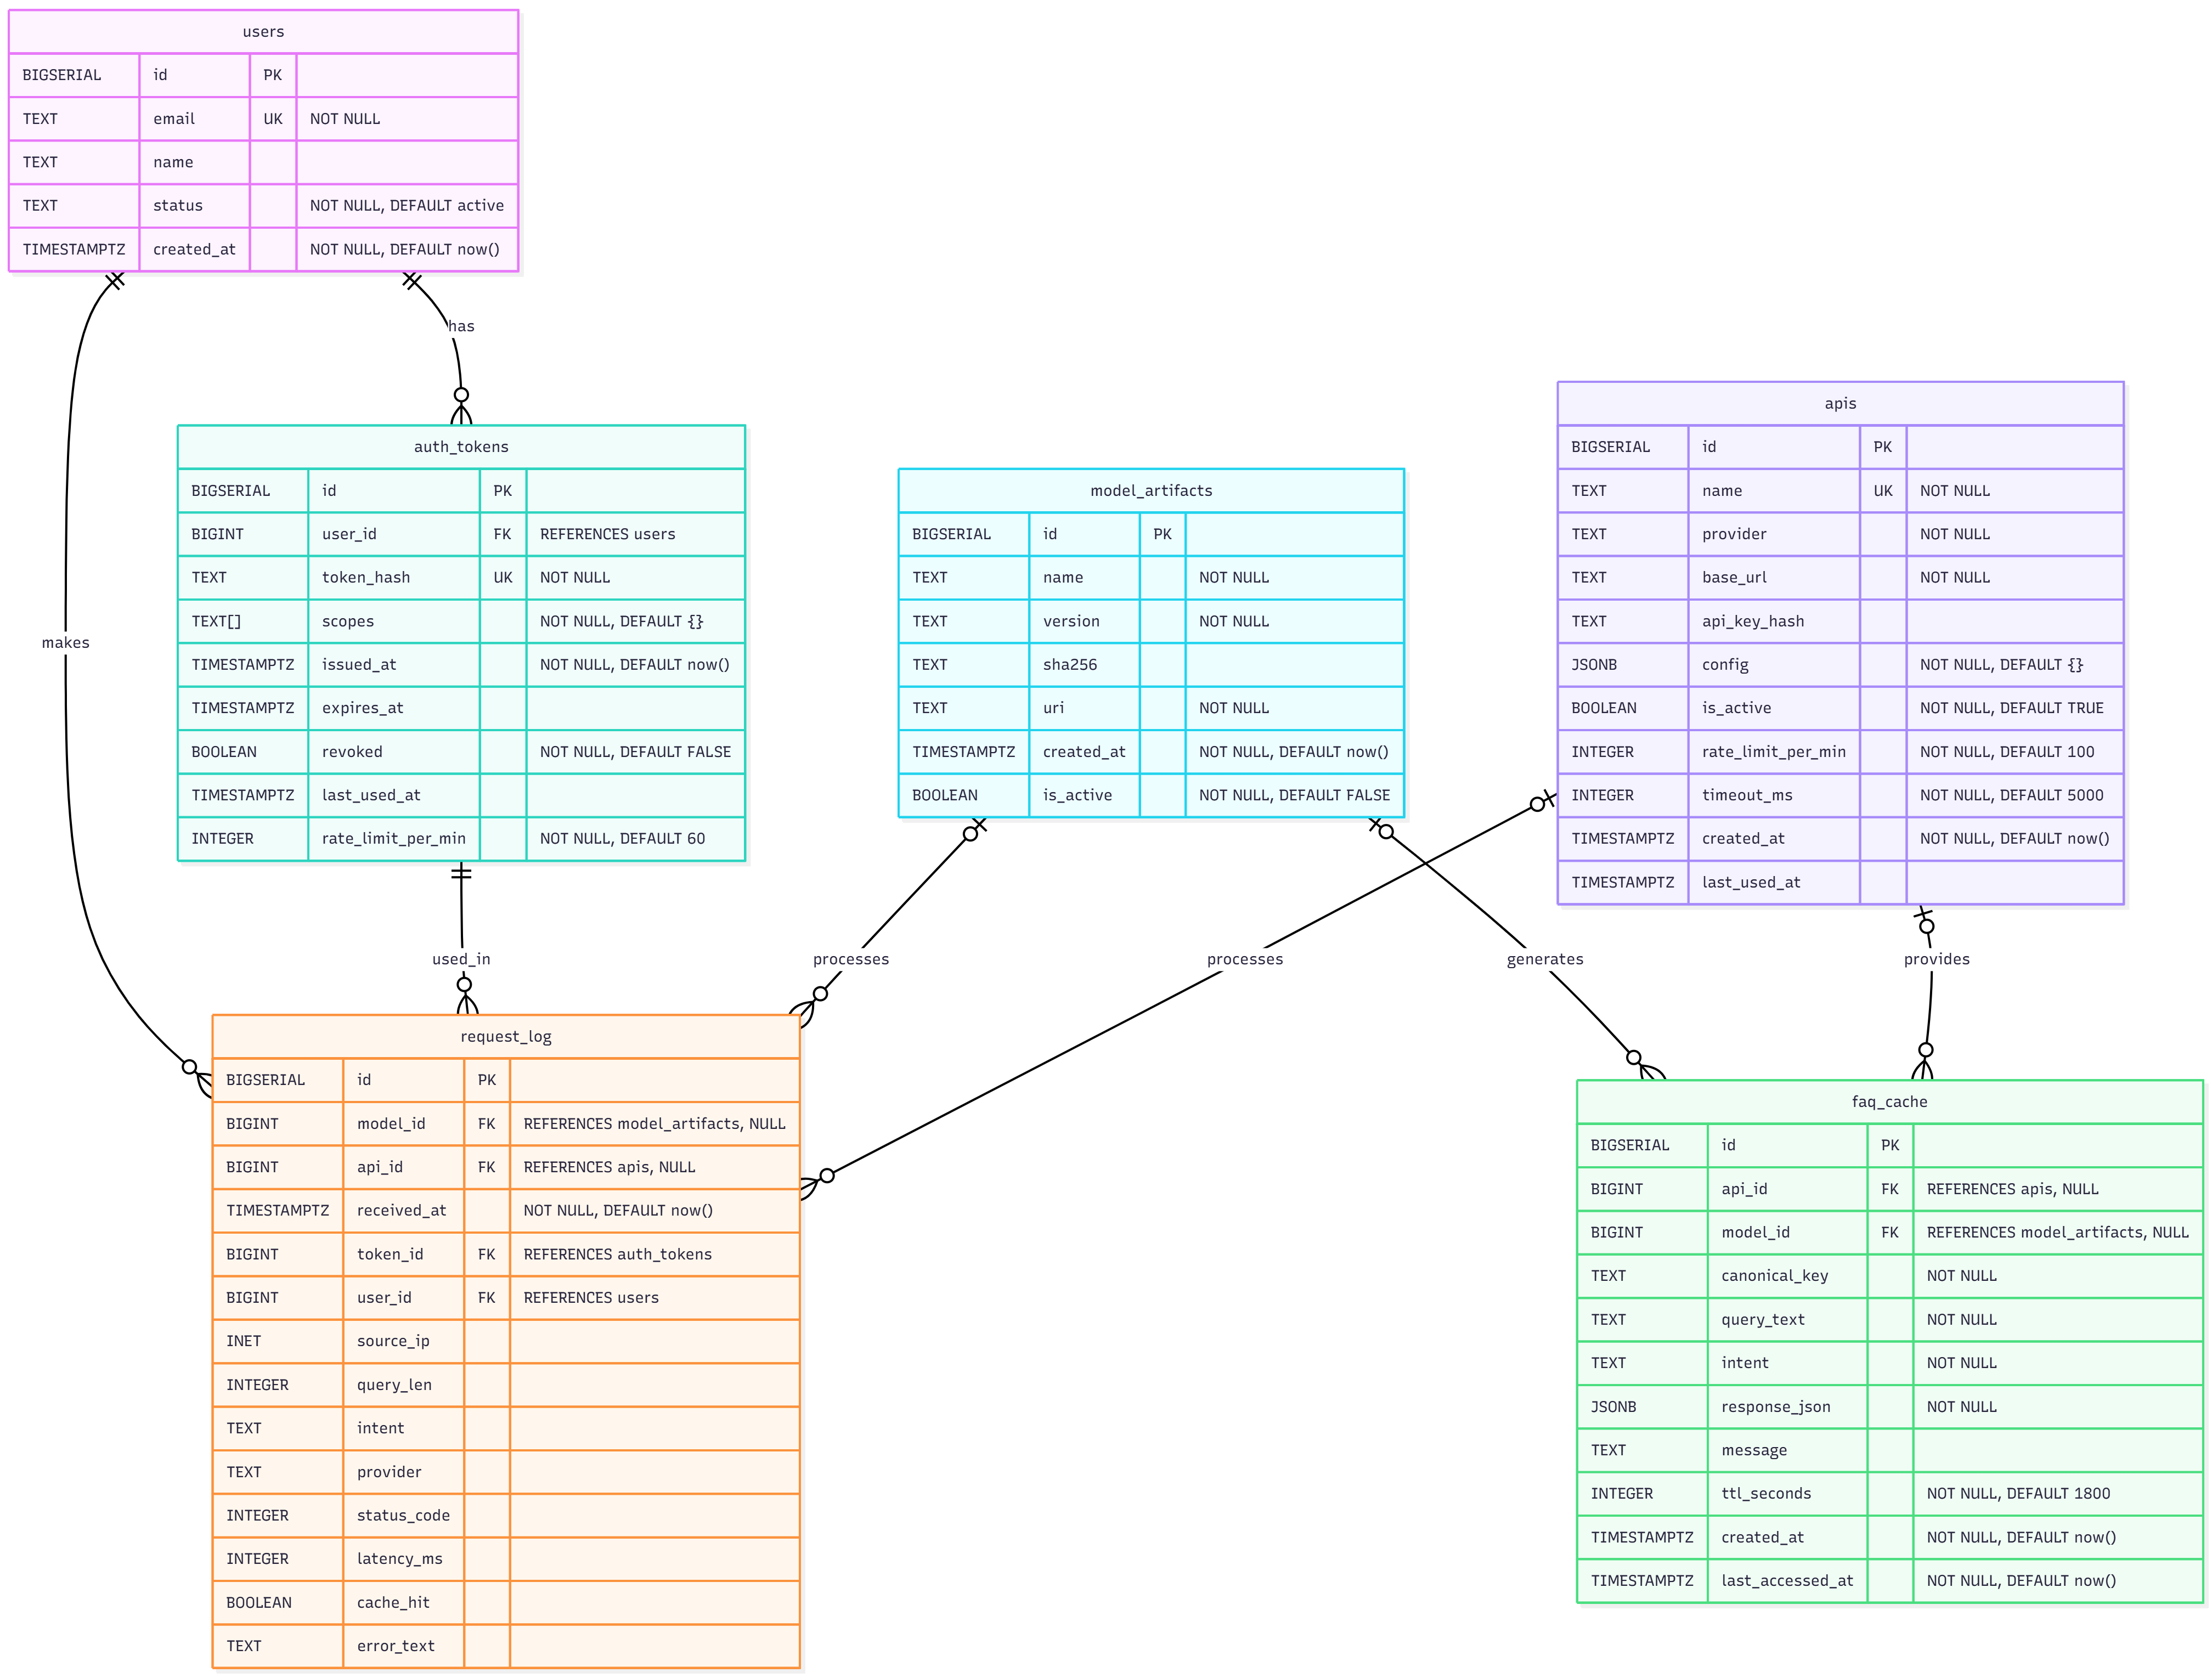 users
BIGSERIAL id PK
TEXT email UK NOT NULL
TEXT name
TEXT status NOT NULL, DEFAULT active
TIMESTAMPTZ created_at NOT NULL, DEFAULT now()
has
makes
auth_tokens
BIGSERIAL id PK
BIGINT user_id FK REFERENCES users
TEXT token_hash UK NOT NULL
TEXT[] scopes NOT NULL, DEFAULT {}
TIMESTAMPTZ issued_at NOT NULL, DEFAULT now()
TIMESTAMPTZ expires_at
BOOLEAN revoked NOT NULL, DEFAULT FALSE
TIMESTAMPTZ last_used_at
INTEGER rate_limit_per_min NOT NULL, DEFAULT 60
model_artifacts
BIGSERIAL id PK
TEXT name NOT NULL
TEXT version NOT NULL
TEXT sha256
TEXT uri NOT NULL
TIMESTAMPTZ created_at NOT NULL, DEFAULT now()
BOOLEAN is_active NOT NULL, DEFAULT FALSE
apis
BIGSERIAL id PK
TEXT name UK NOT NULL
TEXT provider NOT NULL
TEXT base_url NOT NULL
TEXT api_key_hash
JSONB config NOT NULL, DEFAULT {}
BOOLEAN is_active NOT NULL, DEFAULT TRUE
INTEGER rate_limit_per_min NOT NULL, DEFAULT 100
INTEGER timeout_ms NOT NULL, DEFAULT 5000
TIMESTAMPTZ created_at NOT NULL, DEFAULT now()
TIMESTAMPTZ last_used_at
used_in
processes
processes
generates
provides
request_log
BIGSERIAL id PK
BIGINT model_id FK REFERENCES model_artifacts, NULL
BIGINT api_id FK REFERENCES apis, NULL
TIMESTAMPTZ received_at NOT NULL, DEFAULT now()
BIGINT token_id FK REFERENCES auth_tokens
BIGINT user_id FK REFERENCES users
INET source_ip
INTEGER query_len
TEXT intent
TEXT provider
INTEGER status_code
INTEGER latency_ms
BOOLEAN cache_hit
TEXT error_text
faq_cache
BIGSERIAL id PK
BIGINT api_id FK REFERENCES apis, NULL
BIGINT model_id FK REFERENCES model_artifacts, NULL
TEXT canonical_key NOT NULL
TEXT query_text NOT NULL
TEXT intent NOT NULL
JSONB response_json NOT NULL
TEXT message
INTEGER ttl_seconds NOT NULL, DEFAULT 1800
TIMESTAMPTZ created_at NOT NULL, DEFAULT now()
TIMESTAMPTZ last_accessed_at NOT NULL, DEFAULT now()